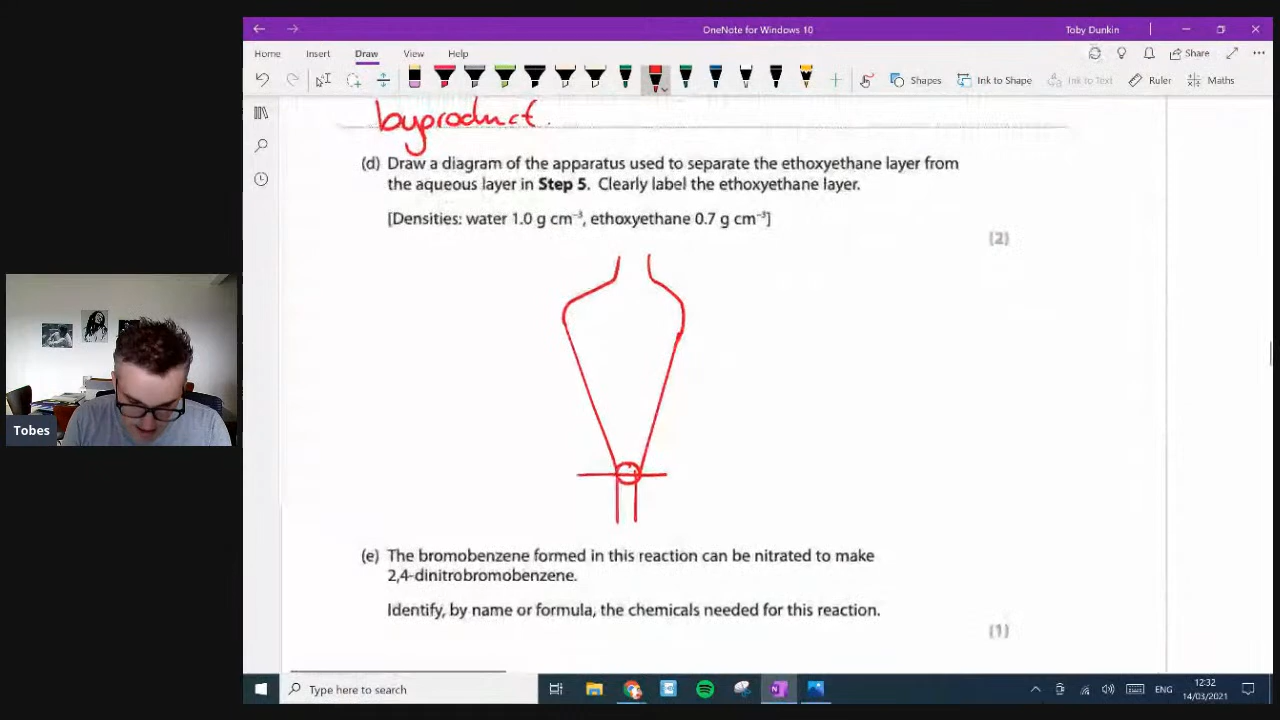 OneNote for Windows 10
Toby Dunkin
Home Insert Draw View Help
Share
Shapes Ink to Shape Ink to Text Ruler Maths
byproduct.
(d) Draw a diagram of the apparatus used to separate the ethoxyethane layer from
the aqueous layer in Step 5. Clearly label the ethoxyethane layer.
[Densities: water 1.0 g cm⁻³, ethoxyethane 0.7 g cm⁻³]
(2)
Tobes
(e) The bromobenzene formed in this reaction can be nitrated to make
2,4-dinitrobromobenzene.
Identify, by name or formula, the chemicals needed for this reaction.
(1)
Type here to search
ENG
12:32
14/03/2021